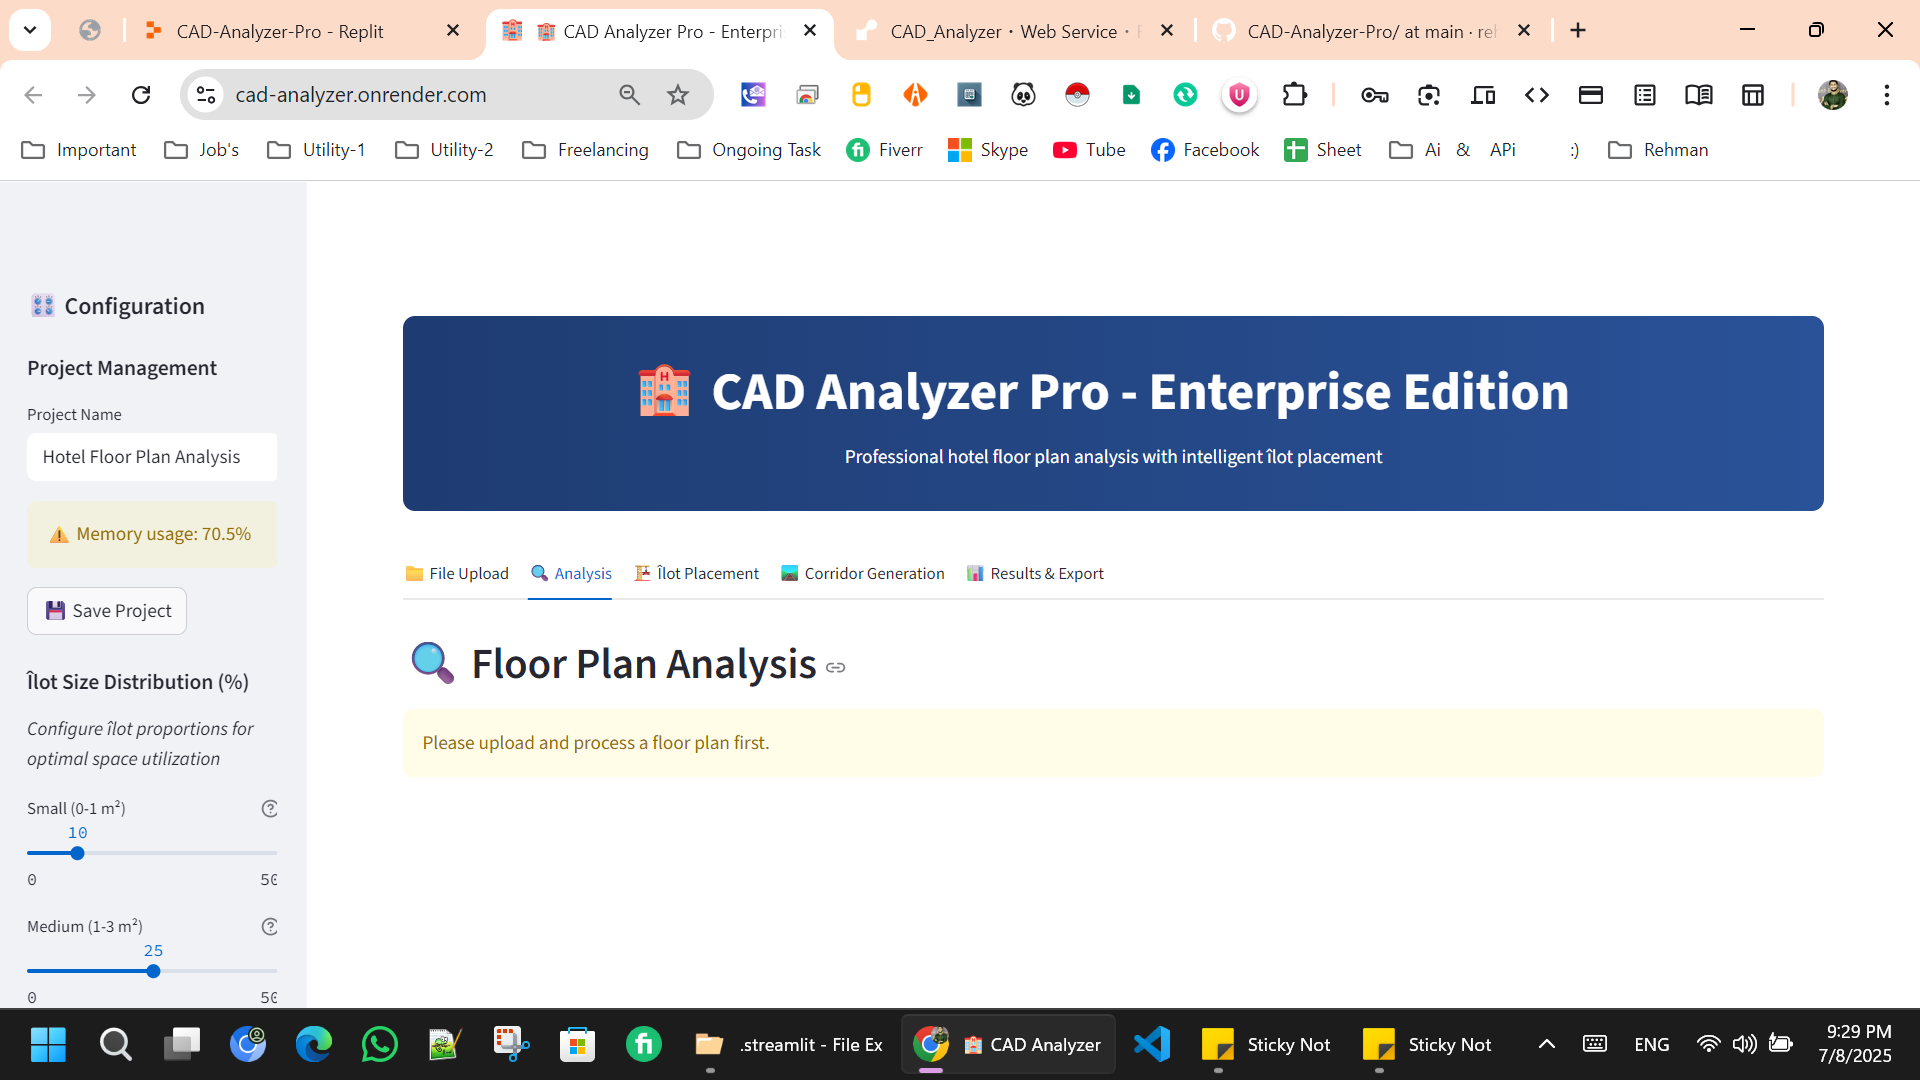 CAD-Analyzer-Pro - Replit
CAD Analyzer Pro - Enterpri
CAD_Analyzer · Web Service ·
CAD-Analyzer-Pro/ at main · reh
cad-analyzer.onrender.com
Important
Job's
Utility-1
Utility-2
Freelancing
Ongoing Task
Fiverr
Skype
Tube
Facebook
Sheet
Ai & APi :)
Rehman
Configuration
Project Management
Project Name
Hotel Floor Plan Analysis
Memory usage: 70.5%
Save Project
Îlot Size Distribution (%)
Configure îlot proportions for
optimal space utilization
Small (0-1 m²)
10
0 50
Medium (1-3 m²)
25
0 50
CAD Analyzer Pro - Enterprise Edition
Professional hotel floor plan analysis with intelligent îlot placement
File Upload
Analysis
Îlot Placement
Corridor Generation
Results & Export
Floor Plan Analysis
Please upload and process a floor plan first.
.streamlit - File Ex
CAD Analyzer
Sticky Not
Sticky Not
ENG
9:29 PM
7/8/2025